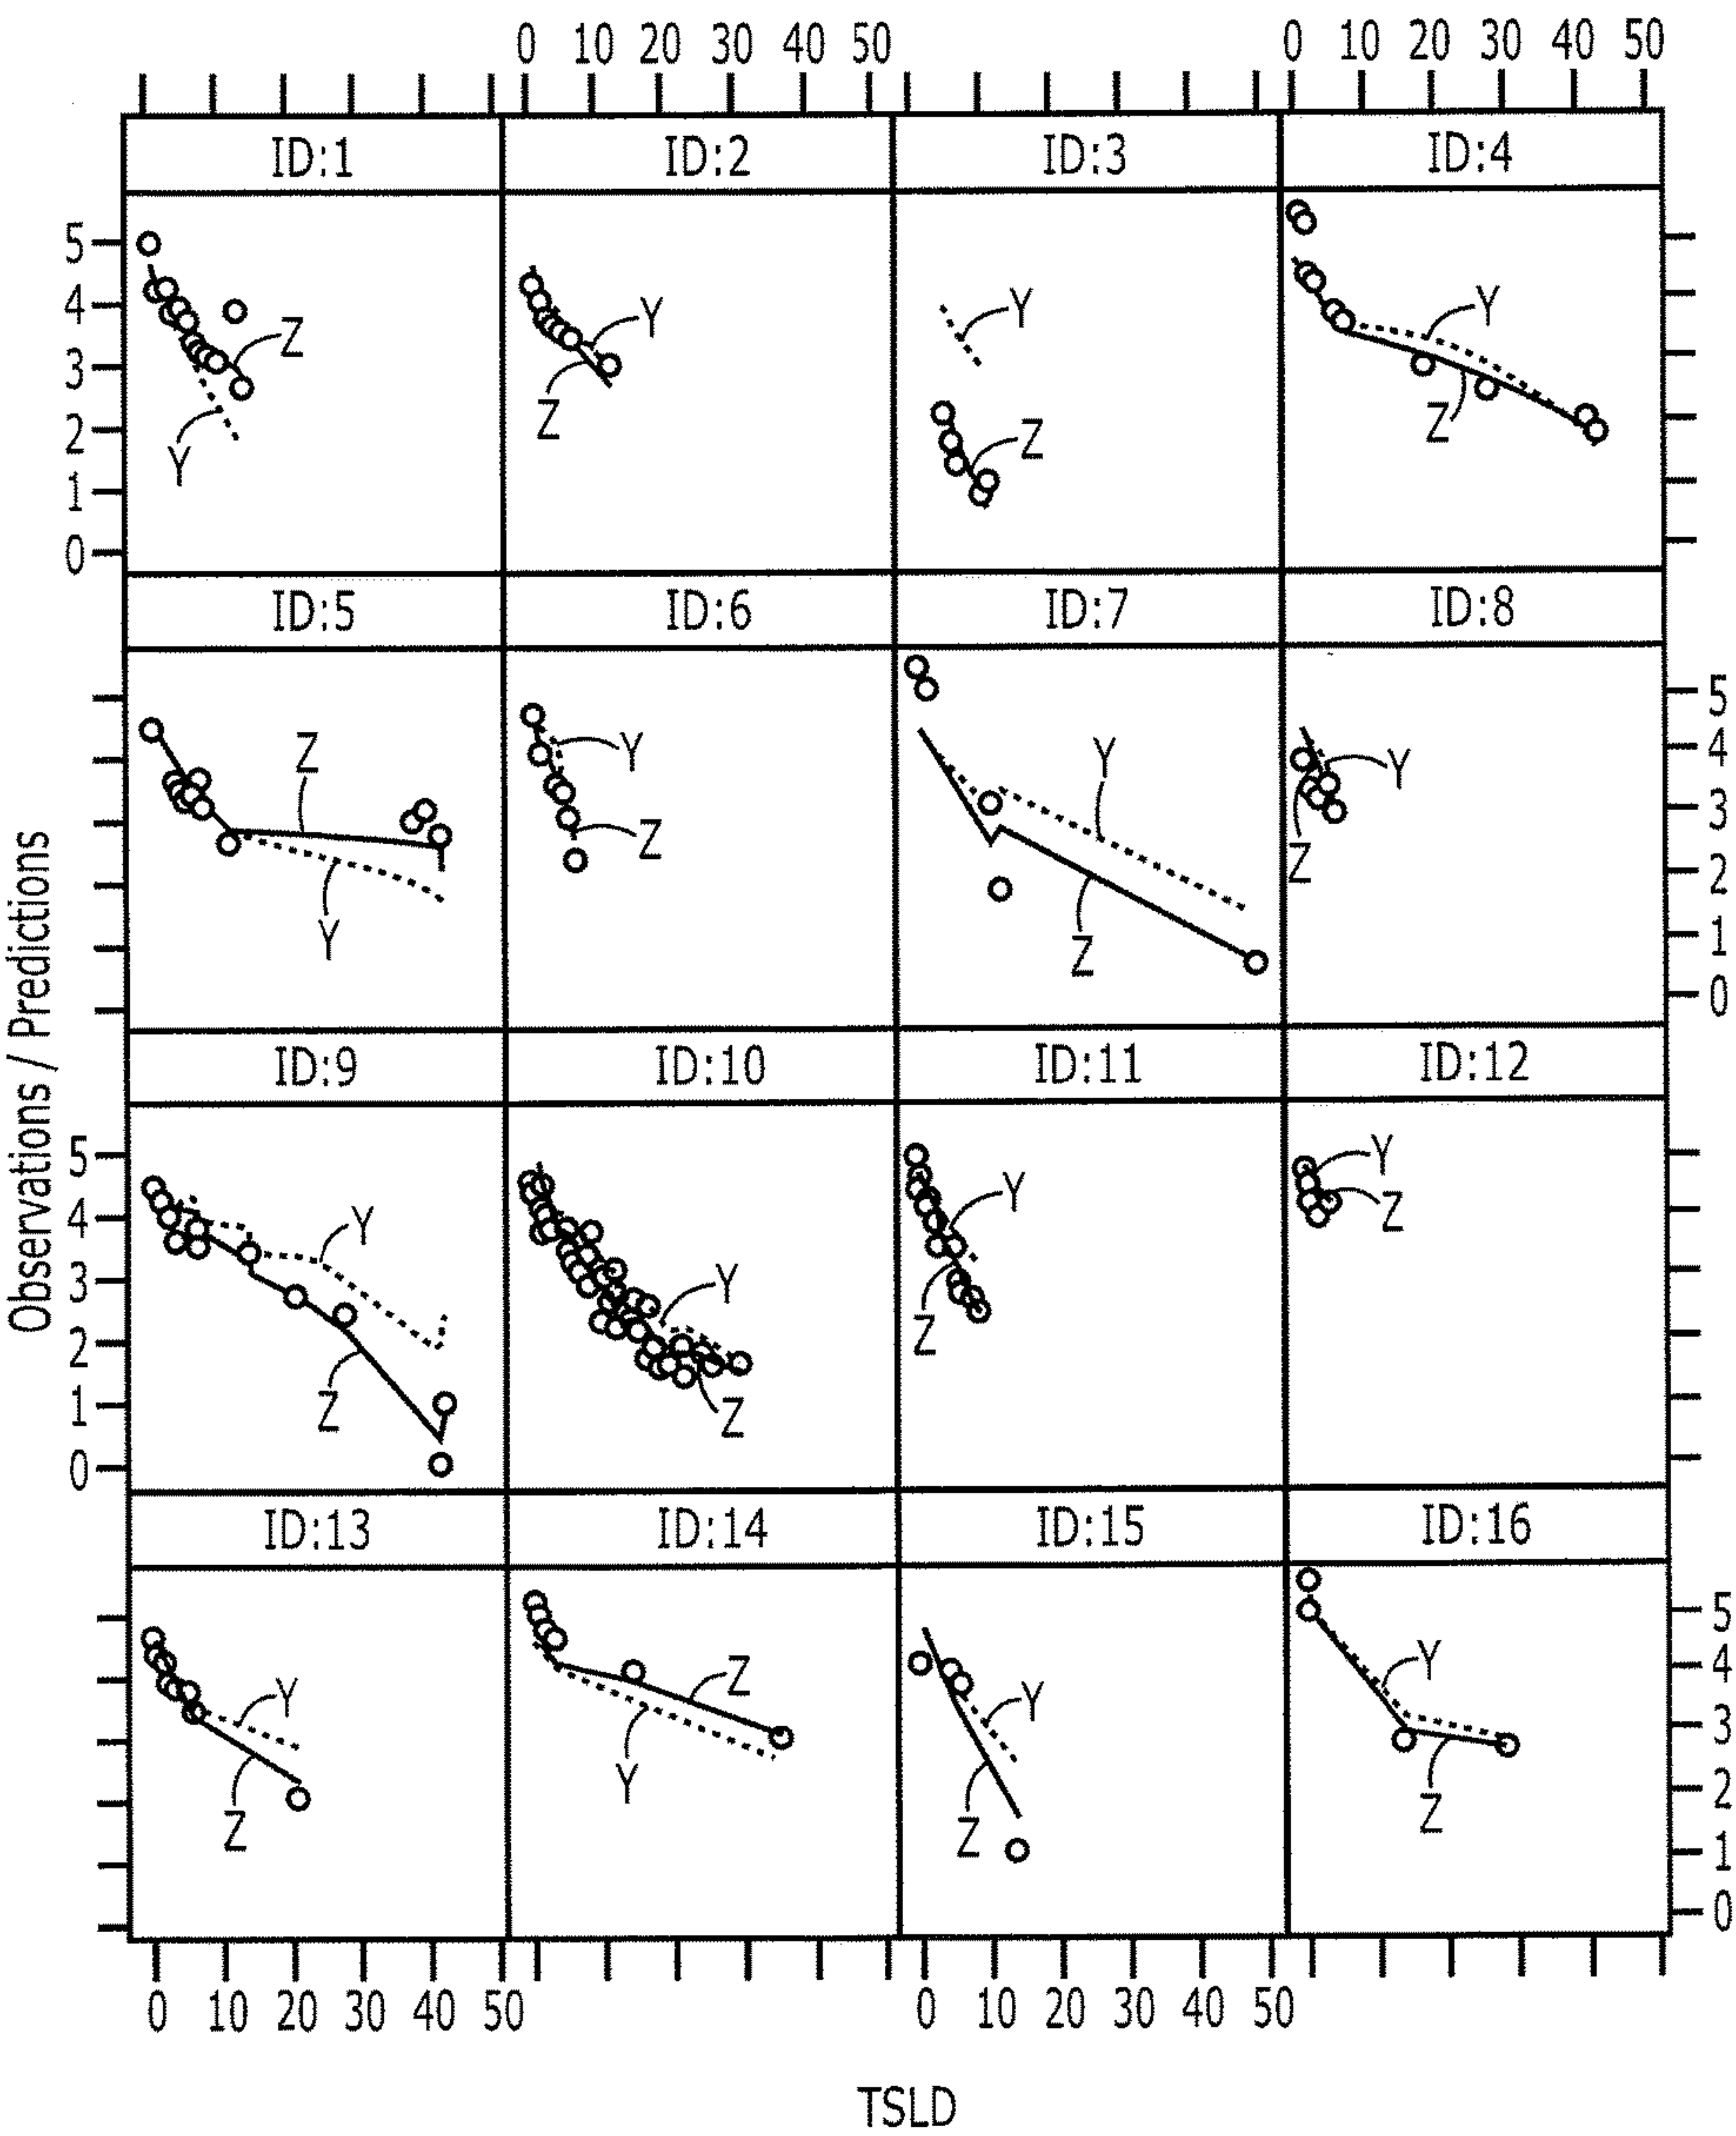 0 10 20 30 40 50 0 10 20 30 40 50
ID:1 ID:2 ID:3 ID:4
5
4
3
2
1
0
Z
Y
Y
Z
Y
Z
Y
Z
ID:5 ID:6 ID:7 ID:8
Z
Y
Y
Z
Y
Z
Y
Z
5
4
3
2
1
0
Observations / Predictions
ID:9 ID:10 ID:11 ID:12
5
4
3
2
1
0
Y
Z
Y
Z
Y
Z
Y
Z
ID:13 ID:14 ID:15 ID:16
Y
Z
Z
Y
Y
Z
Y
Z
5
4
3
2
1
0
0 10 20 30 40 50 0 10 20 30 40 50
TSLD